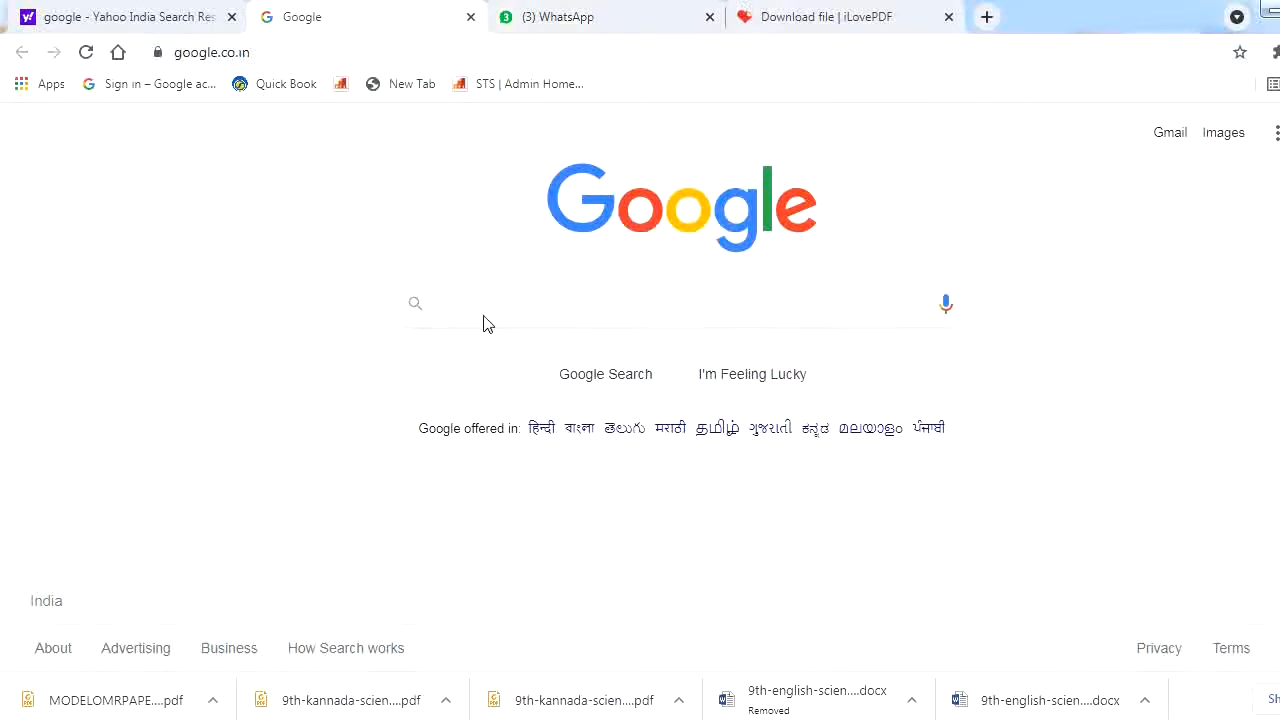 google - Yahoo India Search Res
Google
(3) WhatsApp
Download file | iLovePDF
google.co.in
Apps
Sign in – Google ac...
Quick Book
New Tab
STS | Admin Home...
Gmail Images
Google
Google Search
I'm Feeling Lucky
Google offered in: हिन्दी বাংলা తెలుగు मराठी தமிழ் ગુજરાતી ಕನ್ನಡ മലയാളം ਪੰਜਾਬੀ
India
About Advertising Business How Search works
Privacy Terms
MODELOMRPAPE....pdf
9th-kannada-scien....pdf
9th-kannada-scien....pdf
9th-english-scien....docx
Removed
9th-english-scien....docx
Sh